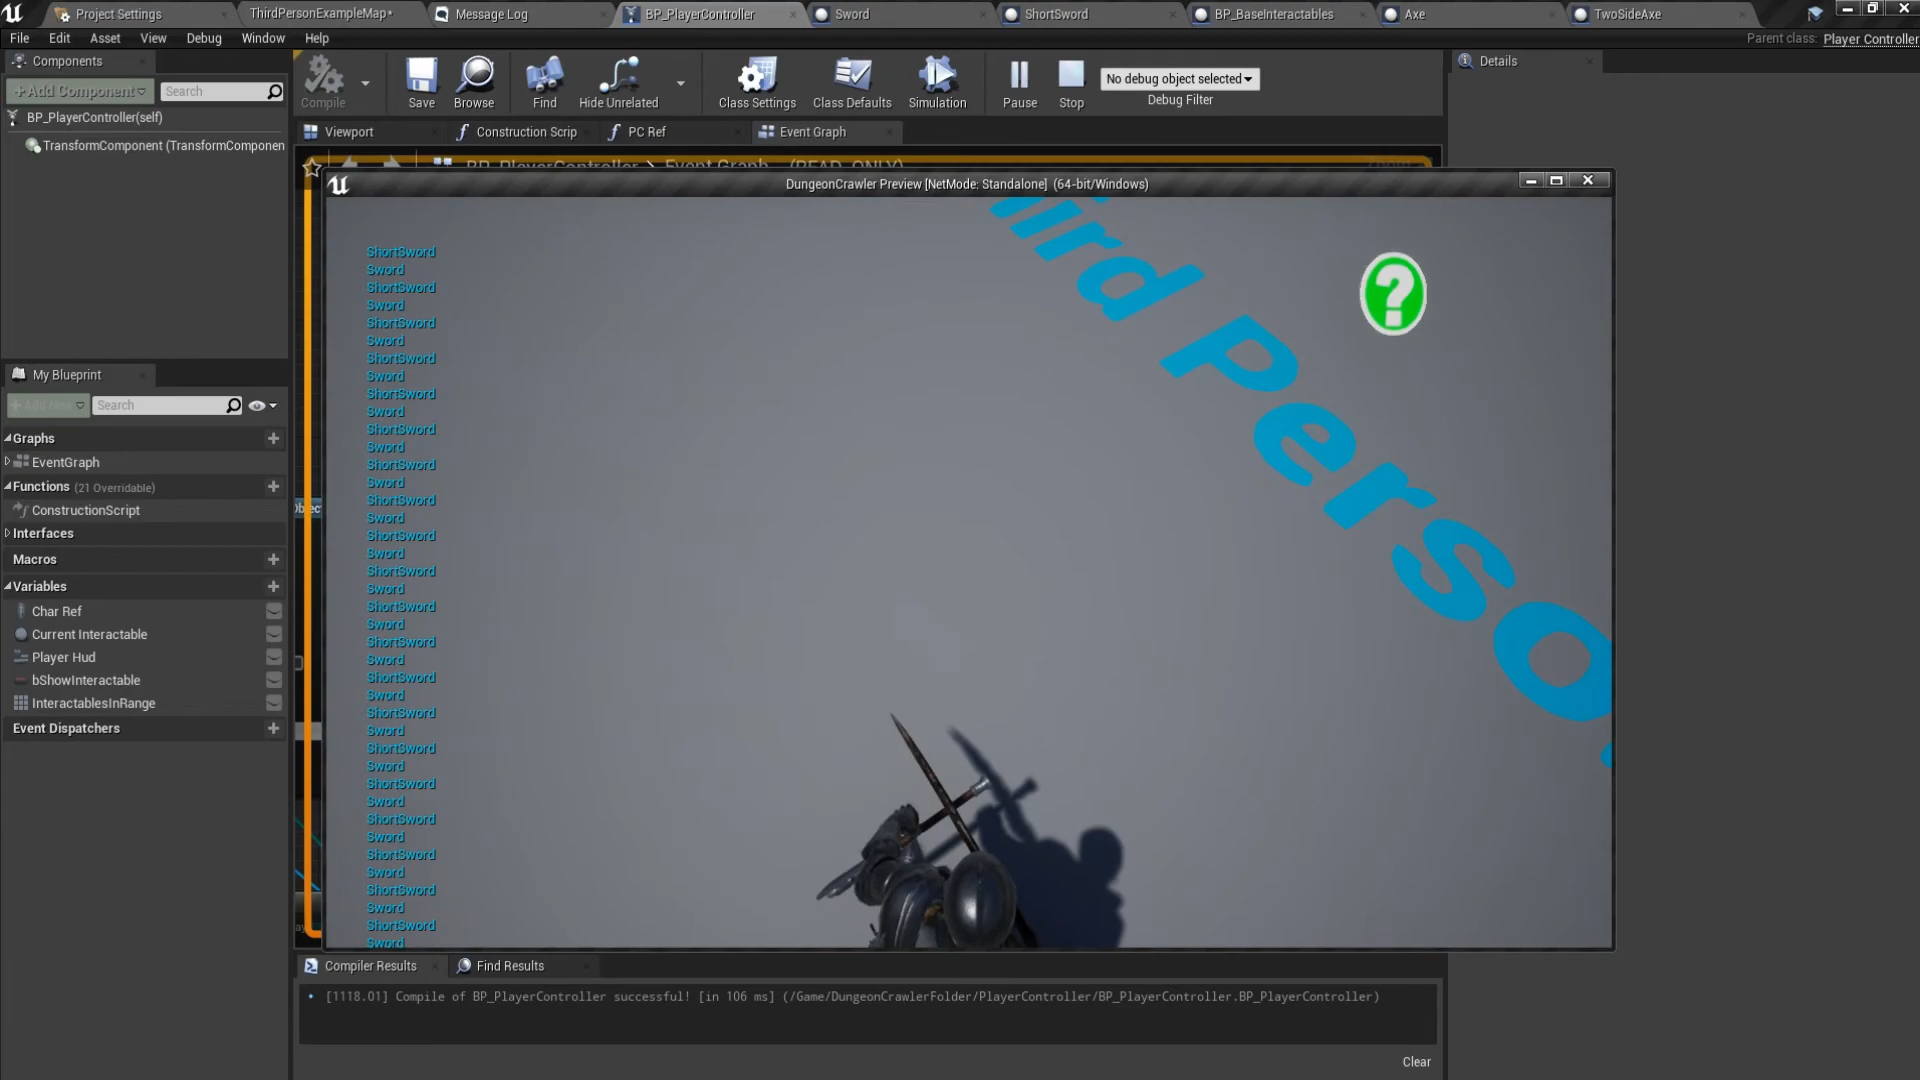 Project Settings
ThirdPersonExampleMap*
Message Log
BP_PlayerController
Sword
ShortSword
BP_BaseInteractables
Axe
TwoSideAxe
File Edit Asset View Debug Window Help
Parent class: Player Controller
Components
+Add Component
Search
BP_PlayerController(self)
TransformComponent (TransformComponen
Compile
Save
Browse
Find
Hide Unrelated
Class Settings
Class Defaults
Simulation
Pause
Stop
No debug object selected
Debug Filter
Details
Viewport
Construction Scrip
PC Ref
Event Graph
BP_PlayerController > Event Graph (READ_ONLY)
DungeonCrawler Preview [NetMode: Standalone] (64-bit/Windows)
ShortSword
Sword
ShortSword
Sword
ShortSword
Sword
ShortSword
Sword
ShortSword
Sword
ShortSword
Sword
ShortSword
Sword
ShortSword
Sword
ShortSword
Sword
ShortSword
Sword
ShortSword
Sword
ShortSword
Sword
ShortSword
Sword
ShortSword
Sword
ShortSword
Sword
ShortSword
Sword
ShortSword
Sword
ShortSword
Sword
ShortSword
Sword
ShortSword
Sword
hird Perso
?
My Blueprint
+Add New
Search
Graphs
EventGraph
Functions (21 Overridable)
ConstructionScript
Interfaces
Macros
Variables
Char Ref
Current Interactable
Player Hud
bShowInteractable
InteractablesInRange
Event Dispatchers
Compiler Results
Find Results
[1118.01] Compile of BP_PlayerController successful! [in 106 ms] (/Game/DungeonCrawlerFolder/PlayerController/BP_PlayerController.BP_PlayerController)
Clear